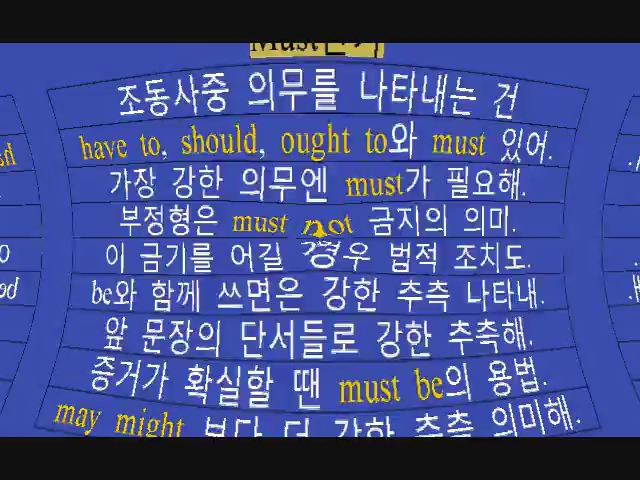 조동사중 의무를 나타내는 건
have to, should, ought to와 must 있어.
가장 강한 의무엔 must가 필요해.
부정형은 must not 금지의 의미.
이 금기를 어길 경우 법적 조치도.
be와 함께 쓰면은 강한 추측 나타내.
앞 문장의 단서들로 강한 추측해.
증거가 확실할 땐 must be의 용법.
may might 보다 더 강한 추측 의미해.